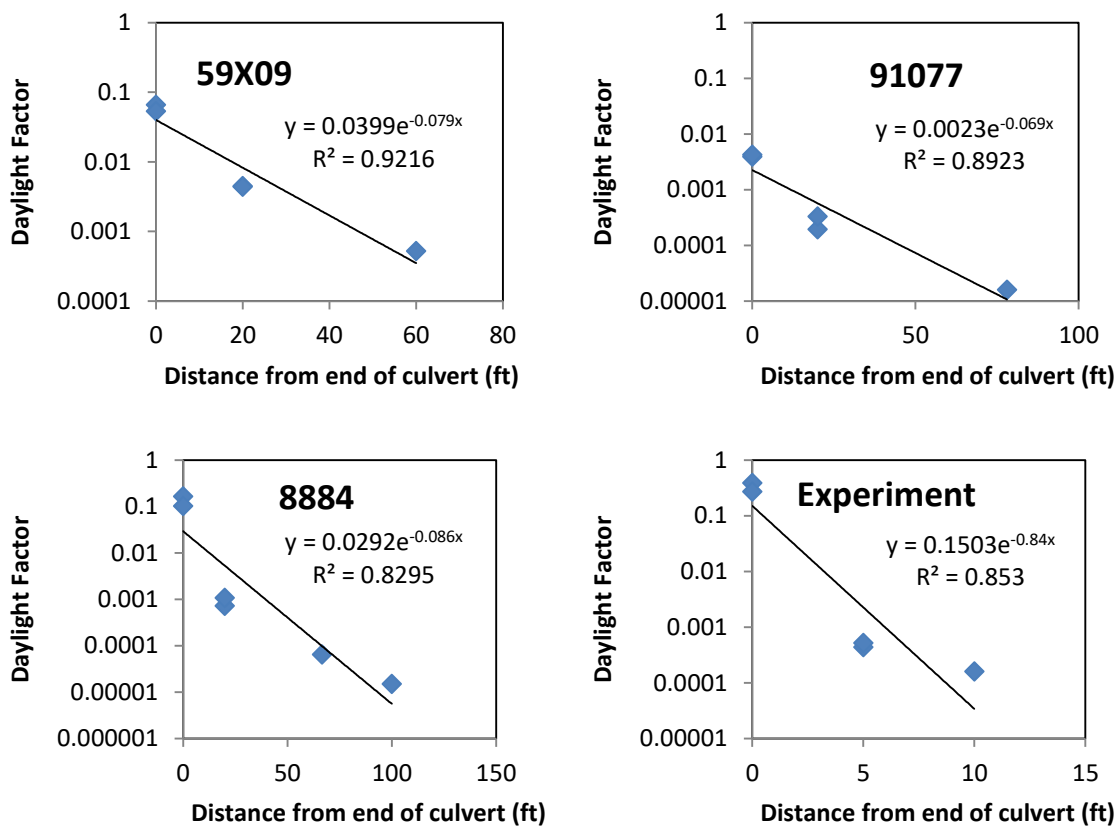 59X09
y = 0.0399e^-0.079x
R² = 0.9216
Daylight Factor
1
0.1
0.01
0.001
0.0001
0 20 40 60 80
Distance from end of culvert (ft)
91077
y = 0.0023e^-0.069x
R² = 0.8923
Daylight Factor
1
0.1
0.01
0.001
0.0001
0.00001
0 50 100
Distance from end of culvert (ft)
8884
y = 0.0292e^-0.086x
R² = 0.8295
Daylight Factor
1
0.1
0.01
0.001
0.0001
0.00001
0.000001
0 50 100 150
Distance from end of culvert (ft)
Experiment
y = 0.1503e^-0.84x
R² = 0.853
Daylight Factor
1
0.1
0.01
0.001
0.0001
0.00001
0 5 10 15
Distance from end of culvert (ft)